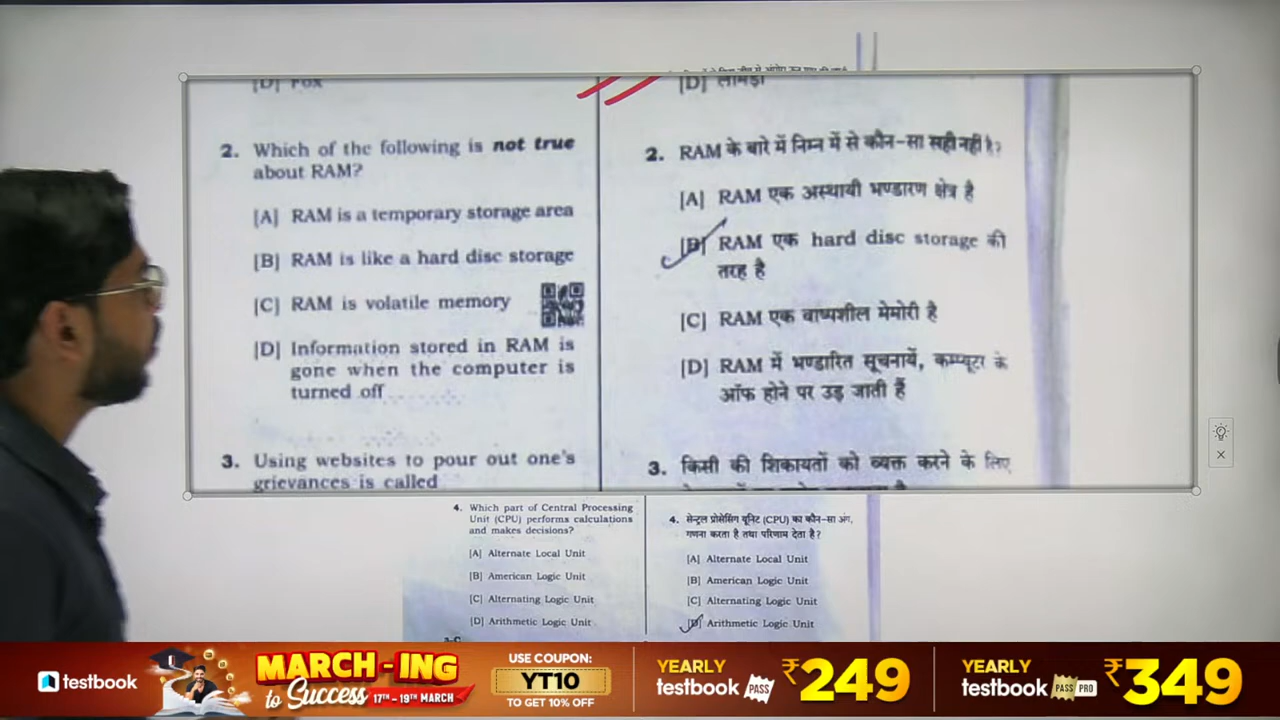 [D] Fox
2. Which of the following is not true
about RAM?
[A] RAM is a temporary storage area
[B] RAM is like a hard disc storage
[C] RAM is volatile memory
[D] Information stored in RAM is
gone when the computer is
turned off
3. Using websites to pour out one's
grievances is called
[D] लोमड़ी
2. RAM के बारे में निम्न में से कौन-सा सही नहीं है?
[A] RAM एक अस्थायी भण्डारण क्षेत्र है
[B] RAM एक hard disc storage की
तरह है
[C] RAM एक वाष्पशील मेमोरी है
[D] RAM में भण्डारित सूचनायें, कम्प्यूटर के
ऑफ होने पर उड़ जाती हैं
3. किसी की शिकायतों को व्यक्त करने के लिए
4. Which part of Central Processing
Unit (CPU) performs calculations
and makes decisions?
[A] Alternate Local Unit
[B] American Logic Unit
[C] Alternating Logic Unit
[D] Arithmetic Logic Unit
4. सेन्ट्रल प्रोसेसिंग यूनिट (CPU) का कौन-सा अंग,
गणना करता है तथा परिणाम देता है?
[A] Alternate Local Unit
[B] American Logic Unit
[C] Alternating Logic Unit
[D] Arithmetic Logic Unit
testbook
MARCH-ING
to Success 17TH - 19TH MARCH
USE COUPON:
YT10
TO GET 10% OFF
YEARLY
testbook PASS
₹249
YEARLY
testbook PASS PRO
₹349